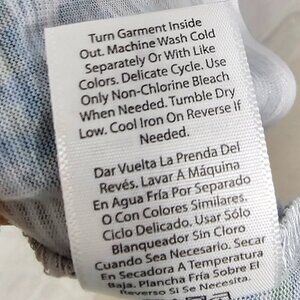 Turn Garment Inside
Out. Machine Wash Cold
Separately Or With Like
Colors. Delicate Cycle. Use
Only Non-Chlorine Bleach
When Needed. Tumble Dry
Low. Cool Iron On Reverse If
Needed.
Dar Vuelta La Prenda Del
Revés. Lavar A Máquina
En Agua Fría Por Separado
O Con Colores Similares.
Ciclo Delicado. Usar Sólo
Blanqueador Sin Cloro
Cuando Sea Necesario. Secar
En Secadora A Temperatura
Baja. Plancha Fría Sobre El
Reverso Si Se Necesita.